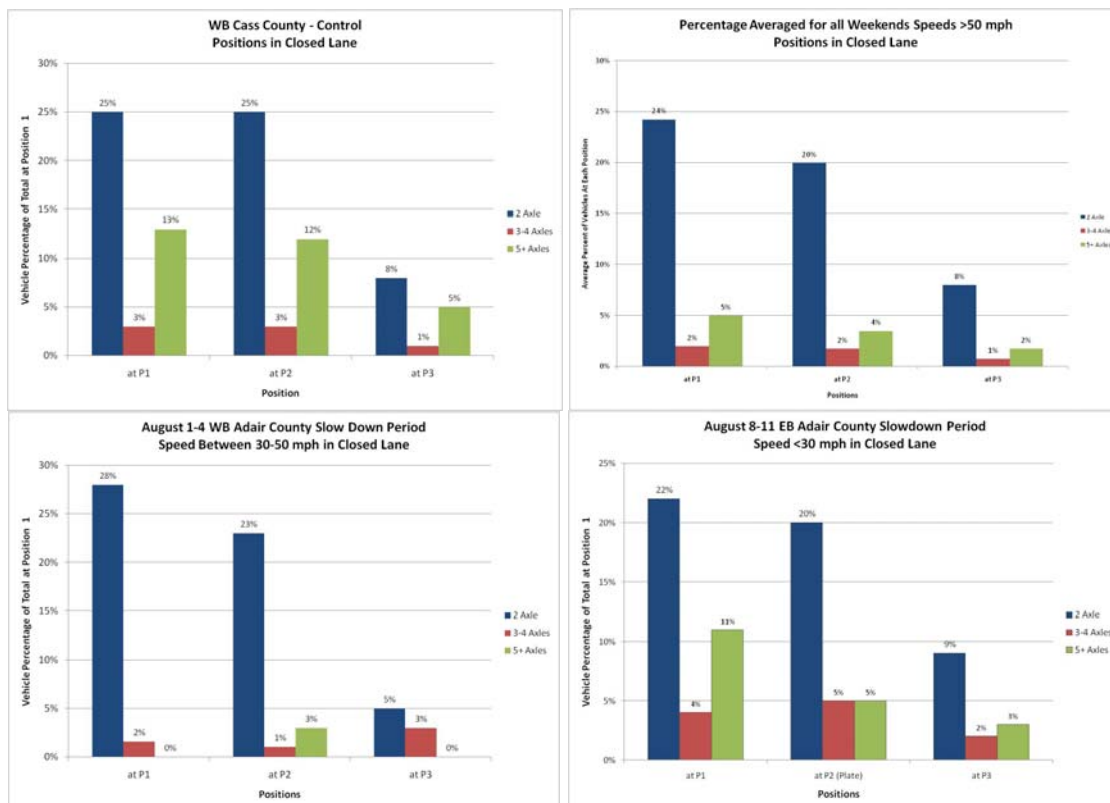 WB Cass County - Control
Positions in Closed Lane
Vehicle Percentage of Total at Position 1
30%
25%
20%
15%
10%
5%
0%
25%
3%
13%
25%
3%
12%
8%
1%
5%
at P1
at P2
at P3
Position
2 Axle
3-4 Axles
5+ Axles
Percentage Averaged for all Weekends Speeds >50 mph
Positions in Closed Lane
Average Percent of Vehicles At Each Position
30%
25%
20%
15%
10%
5%
0%
24%
2%
5%
20%
2%
4%
8%
1%
2%
at P1
at P2
at P3
Positions
2 Axle
3-4 Axles
5+ Axles
August 1-4 WB Adair County Slow Down Period
Speed Between 30-50 mph in Closed Lane
Vehicle Percentage of Total at Position 1
30%
25%
20%
15%
10%
5%
0%
28%
2%
0%
23%
1%
3%
5%
3%
0%
at P1
at P2
at P3
Positions
2 Axle
3-4 Axles
5+ Axles
August 8-11 EB Adair County Slowdown Period
Speed <30 mph in Closed Lane
Vehicle Percentage of Total at Position 1
25%
20%
15%
10%
5%
0%
22%
4%
11%
20%
5%
5%
9%
2%
3%
at P1
at P2 (Plate)
at P3
Positions
2 Axle
3-4 Axles
5+ Axles